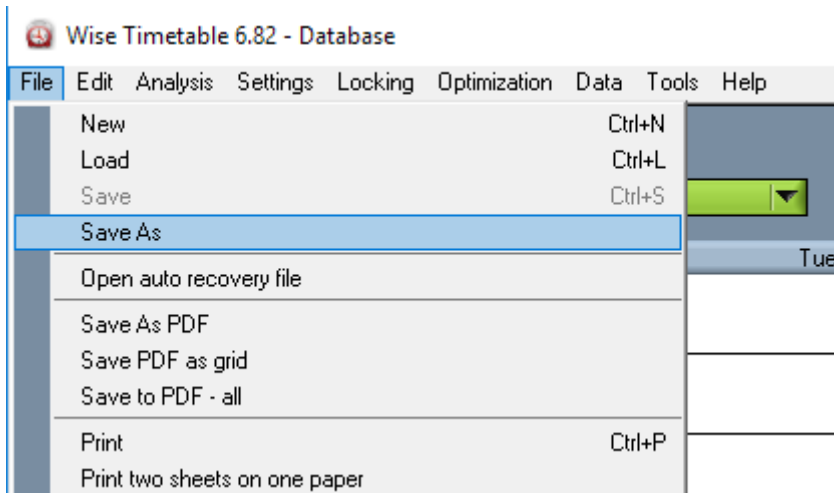 Wise Timetable 6.82 - Database
File Edit Analysis Settings Locking Optimization Data Tools Help
New Ctrl+N
Load Ctrl+L
Save Ctrl+S
Save As
Tue
Open auto recovery file
Save As PDF
Save PDF as grid
Save to PDF - all
Print Ctrl+P
Print two sheets on one paper